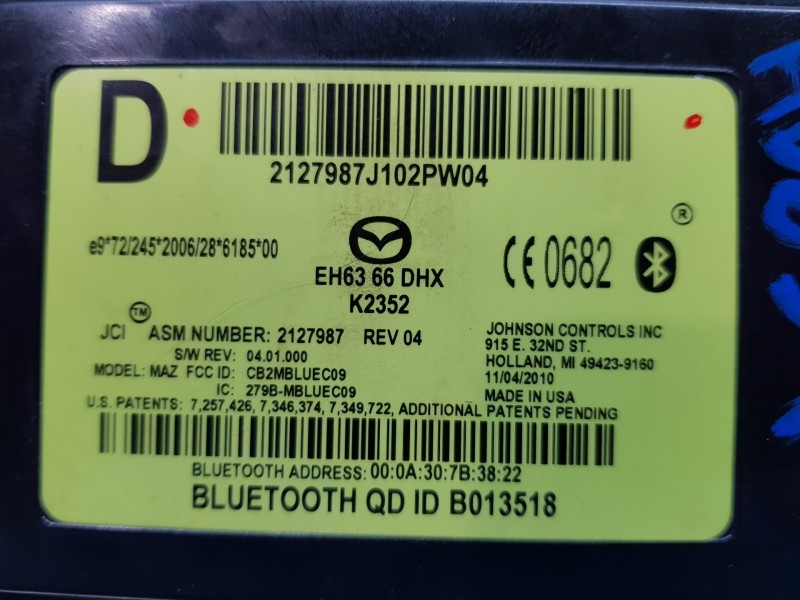 D
2127987J102PW04
e9*72/245*2006/28*6185*00
EH63 66 DHX
K2352
CE 0682 ®
JCI ™ ASM NUMBER: 2127987 REV 04
S/W REV: 04.01.000
MODEL: MAZ FCC ID: CB2MBLUEC09
IC: 279B-MBLUEC09
JOHNSON CONTROLS INC
915 E. 32ND ST.
HOLLAND, MI 49423-9160
11/04/2010
MADE IN USA
U.S. PATENTS: 7,257,426, 7,346,374, 7,349,722, ADDITIONAL PATENTS PENDING
BLUETOOTH ADDRESS: 00:0A:30:7B:38:22
BLUETOOTH QD ID B013518